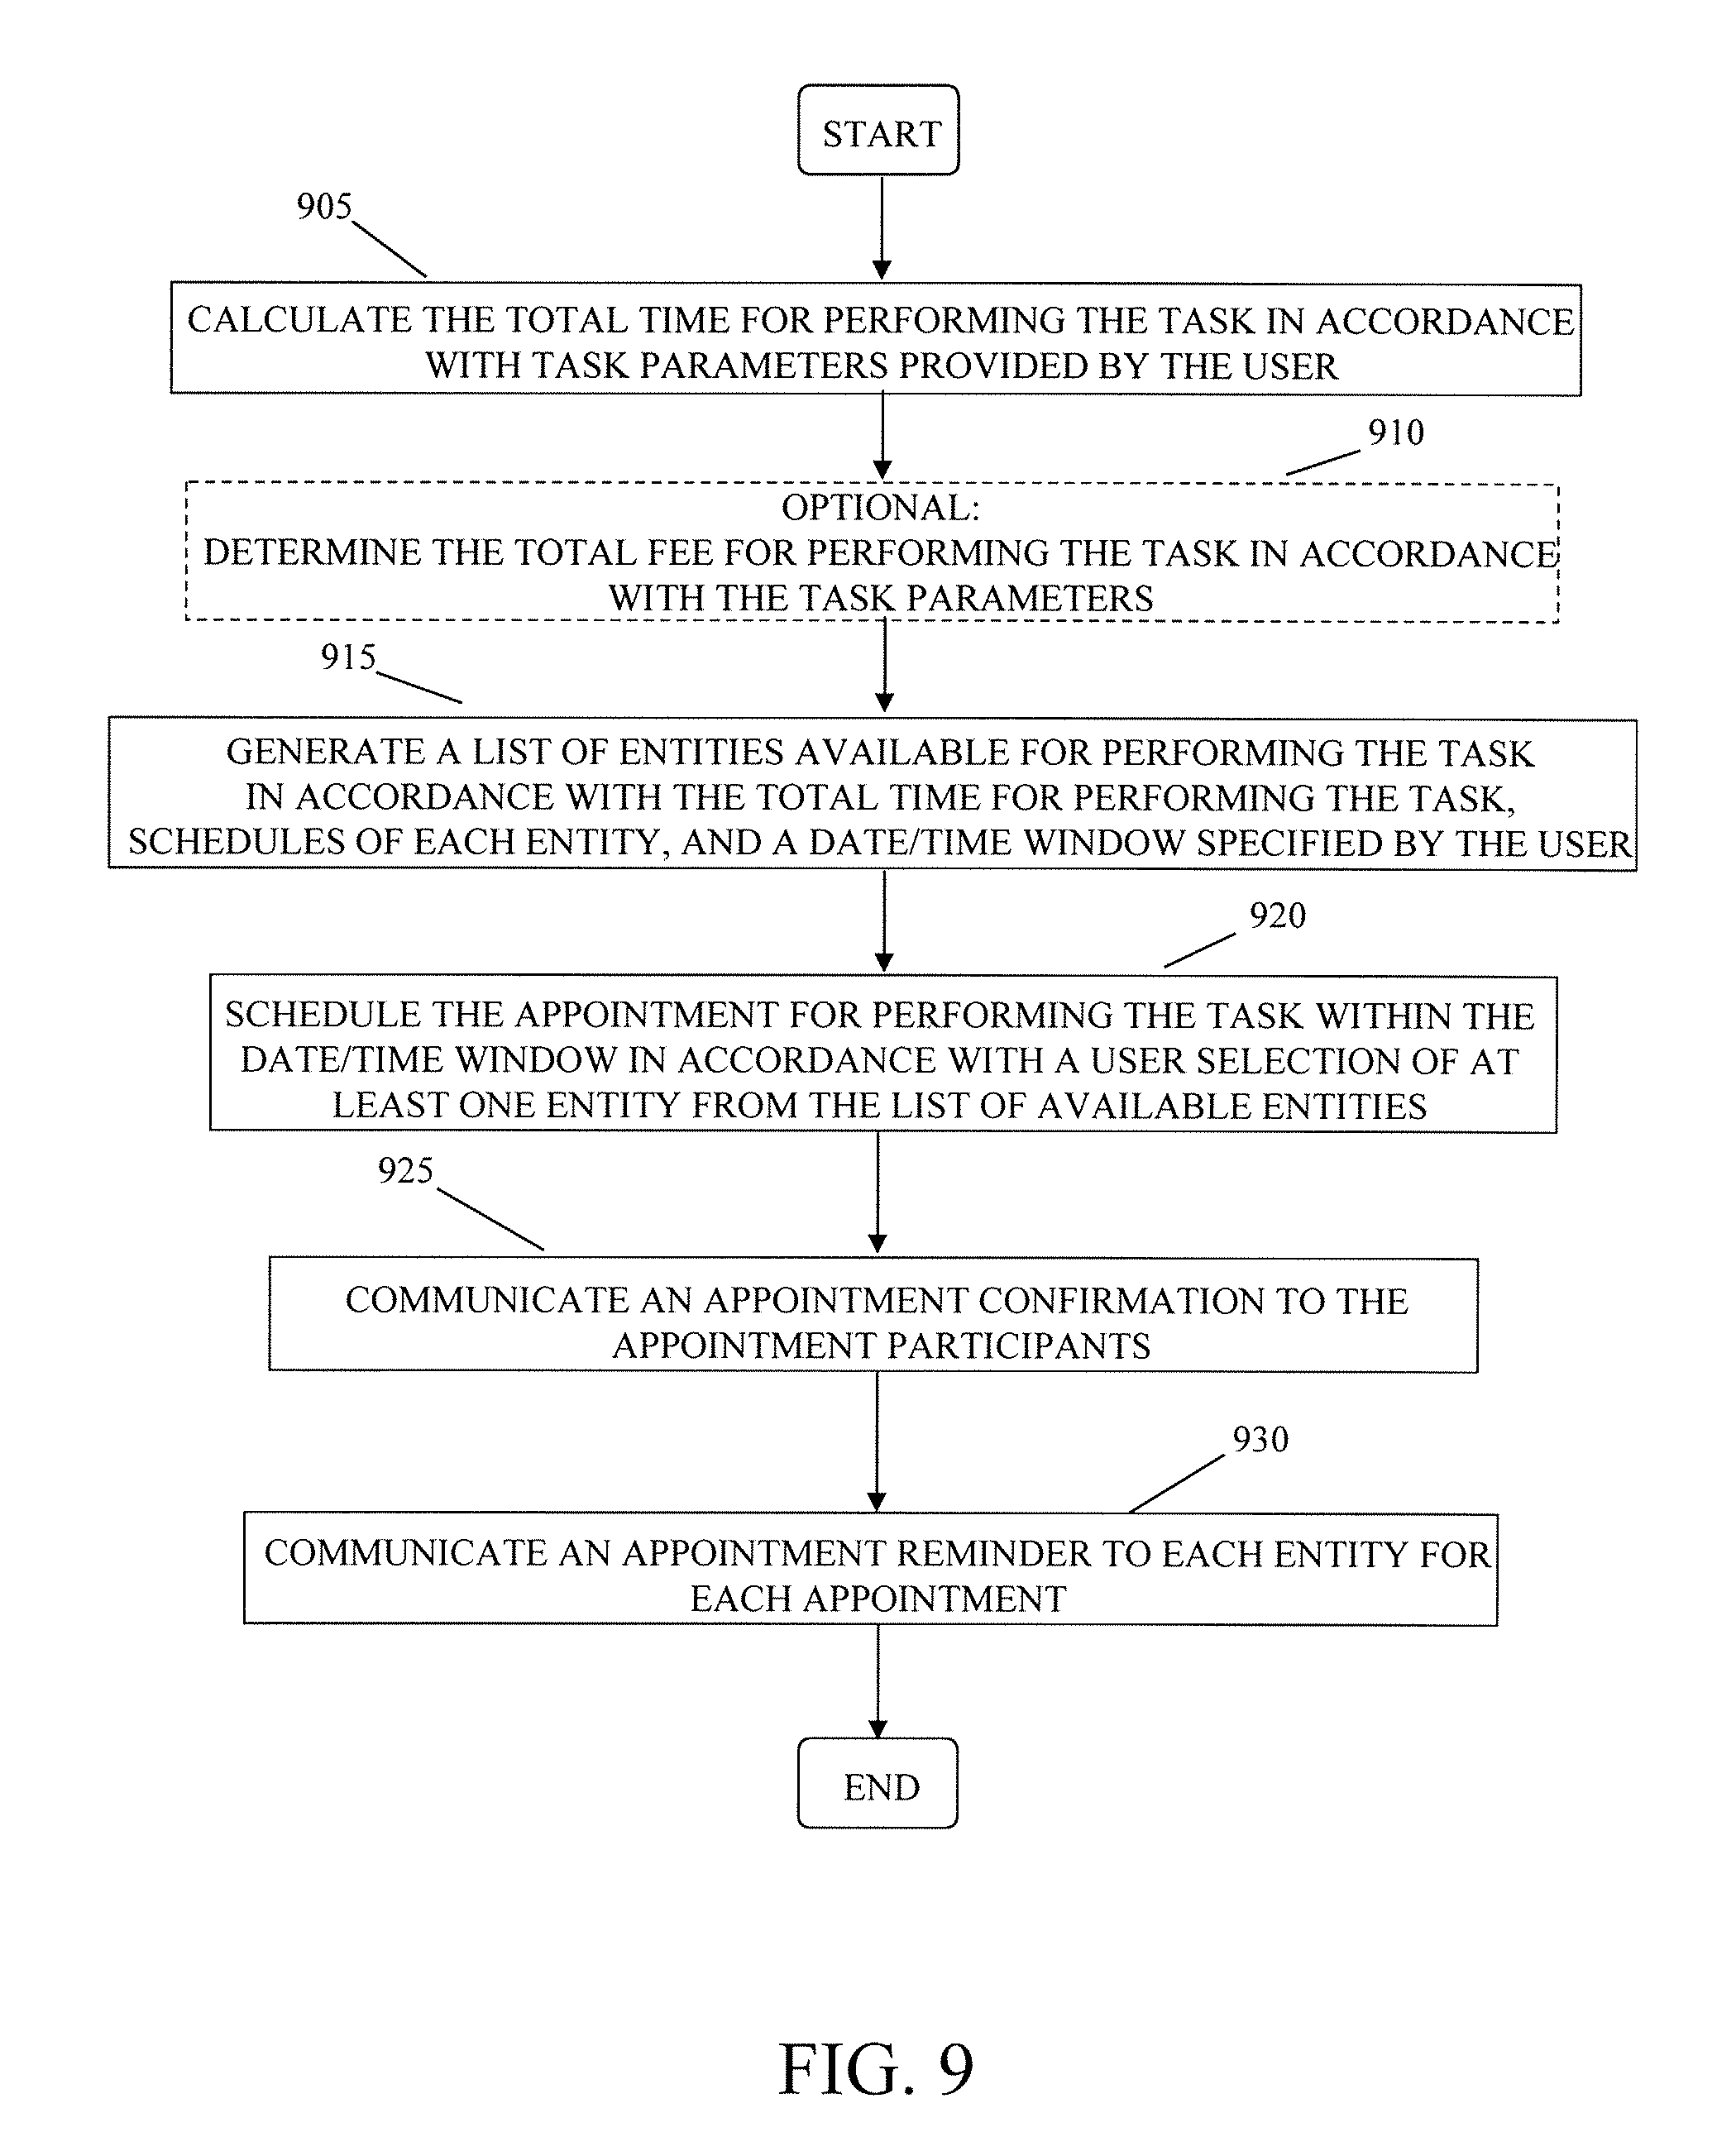 START
905
CALCULATE THE TOTAL TIME FOR PERFORMING THE TASK IN ACCORDANCE
WITH TASK PARAMETERS PROVIDED BY THE USER
910
OPTIONAL:
DETERMINE THE TOTAL FEE FOR PERFORMING THE TASK IN ACCORDANCE
WITH THE TASK PARAMETERS
915
GENERATE A LIST OF ENTITIES AVAILABLE FOR PERFORMING THE TASK
IN ACCORDANCE WITH THE TOTAL TIME FOR PERFORMING THE TASK,
SCHEDULES OF EACH ENTITY, AND A DATE/TIME WINDOW SPECIFIED BY THE USER
920
SCHEDULE THE APPOINTMENT FOR PERFORMING THE TASK WITHIN THE
DATE/TIME WINDOW IN ACCORDANCE WITH A USER SELECTION OF AT
LEAST ONE ENTITY FROM THE LIST OF AVAILABLE ENTITIES
925
COMMUNICATE AN APPOINTMENT CONFIRMATION TO THE
APPOINTMENT PARTICIPANTS
930
COMMUNICATE AN APPOINTMENT REMINDER TO EACH ENTITY FOR
EACH APPOINTMENT
END
FIG. 9